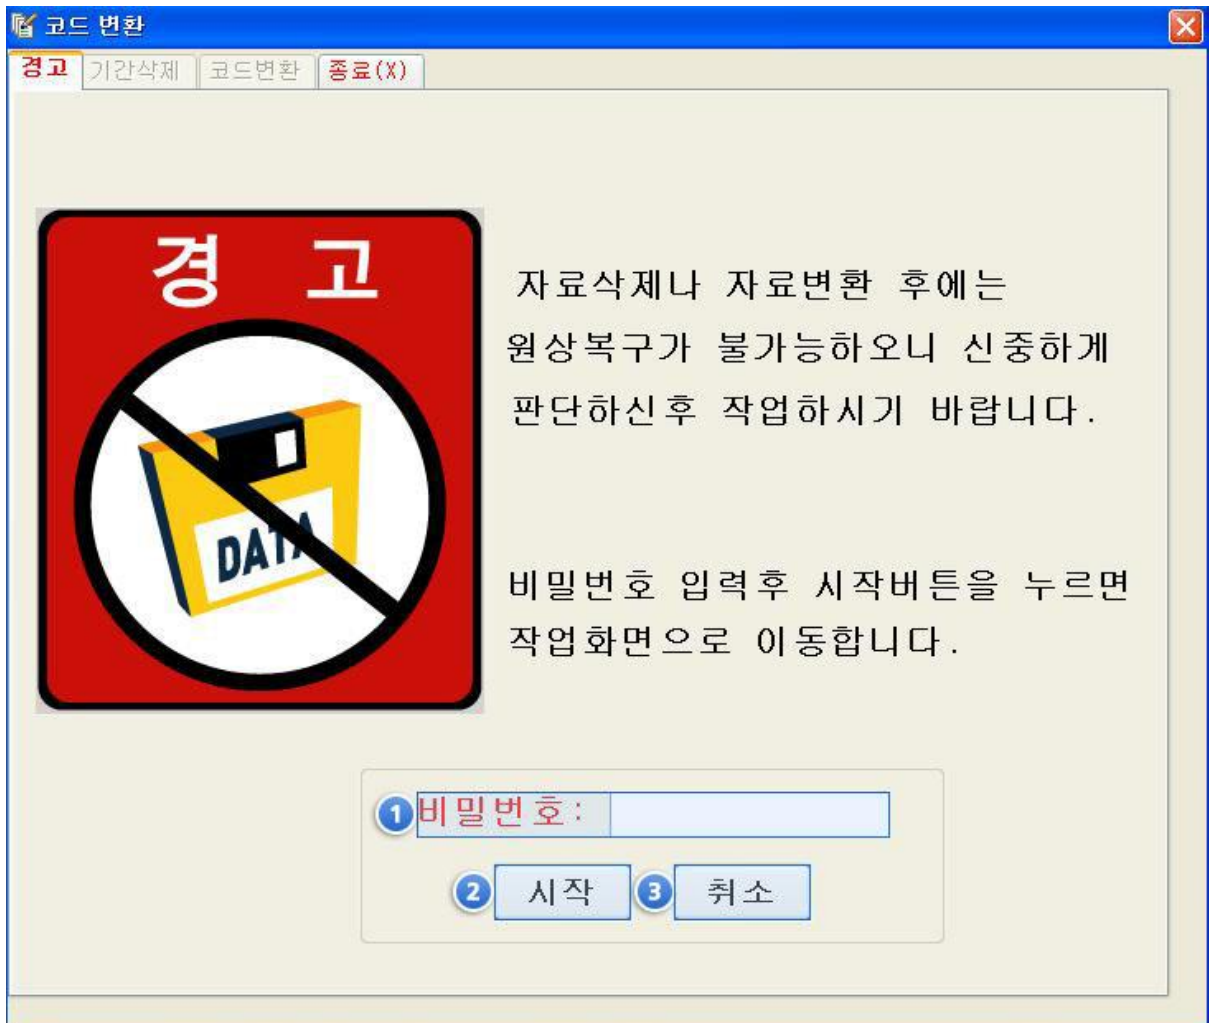 코드 변환
경고 기간삭제 코드변환 종료(X)
경 고
자료삭제나 자료변환 후에는
원상복구가 불가능하오니 신중하게
판단하신후 작업하시기 바랍니다.
DATA
비밀번호 입력후 시작버튼을 누르면
작업화면으로 이동합니다.
1 비밀번호:
2 시작 3 취소